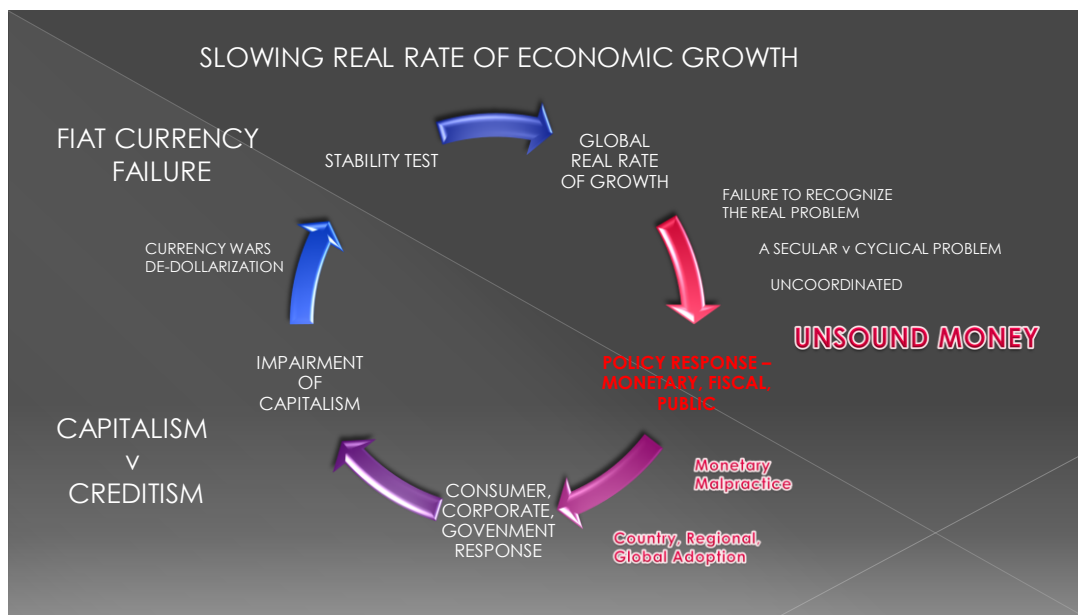 SLOWING REAL RATE OF ECONOMIC GROWTH
FIAT CURRENCY
FAILURE
STABILITY TEST
GLOBAL
REAL RATE
OF GROWTH
FAILURE TO RECOGNIZE
THE REAL PROBLEM
A SECULAR v CYCLICAL PROBLEM
UNCOORDINATED
UNSOUND MONEY
CURRENCY WARS
DE-DOLLARIZATION
IMPAIRMENT
OF
CAPITALISM
POLICY RESPONSE –
MONETARY, FISCAL,
PUBLIC
CAPITALISM
v
CREDITISM
CONSUMER,
CORPORATE,
GOVENMENT
RESPONSE
Monetary
Malpractice
Country, Regional,
Global Adoption